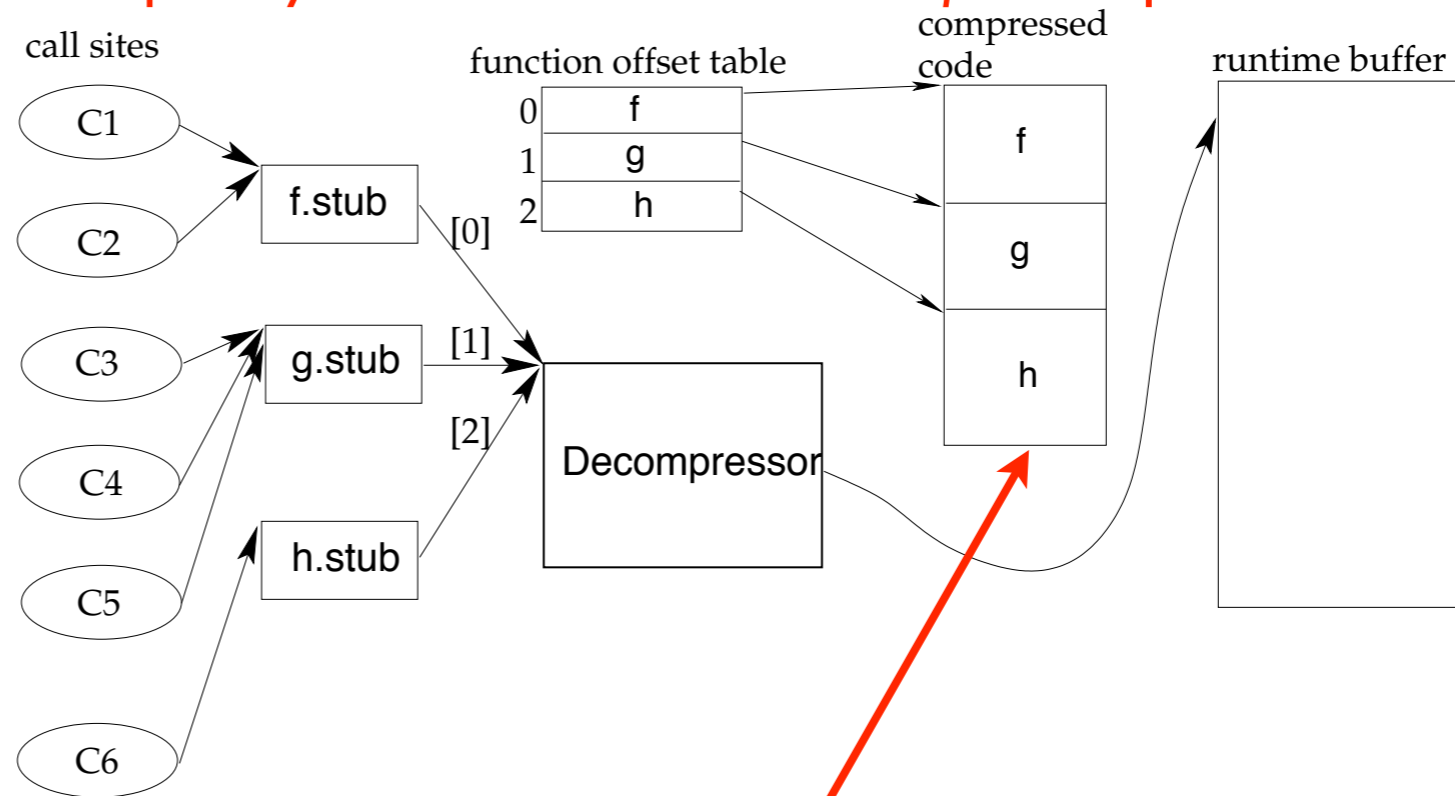 call sites
function offset table
compressed
code
runtime buffer
C1
C2
C3
C4
C5
C6
f.stub
g.stub
h.stub
[0]
[1]
[2]
0
f
1
g
2
h
Decompressor
f
g
h